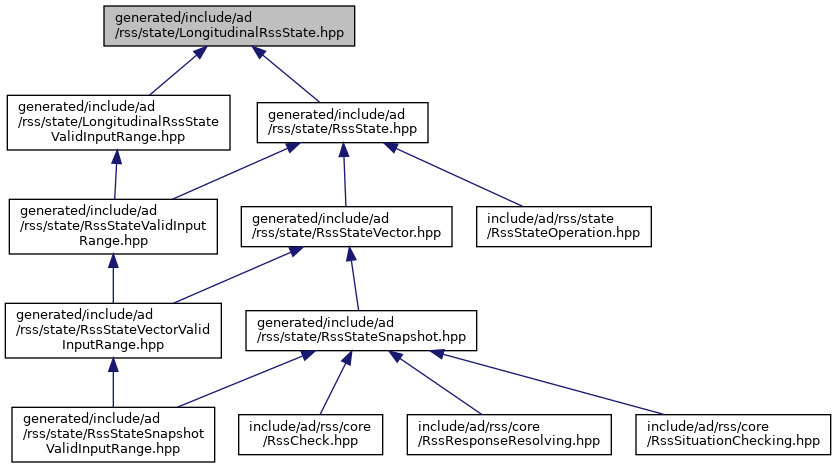 generated/include/ad
/rss/state/LongitudinalRssState.hpp
generated/include/ad
/rss/state/LongitudinalRssState
ValidInputRange.hpp
generated/include/ad
/rss/state/RssState.hpp
generated/include/ad
/rss/state/RssStateValidInput
Range.hpp
generated/include/ad
/rss/state/RssStateVector.hpp
include/ad/rss/state
/RssStateOperation.hpp
generated/include/ad
/rss/state/RssStateVectorValid
InputRange.hpp
generated/include/ad
/rss/state/RssStateSnapshot.hpp
generated/include/ad
/rss/state/RssStateSnapshot
ValidInputRange.hpp
include/ad/rss/core
/RssCheck.hpp
include/ad/rss/core
/RssResponseResolving.hpp
include/ad/rss/core
/RssSituationChecking.hpp